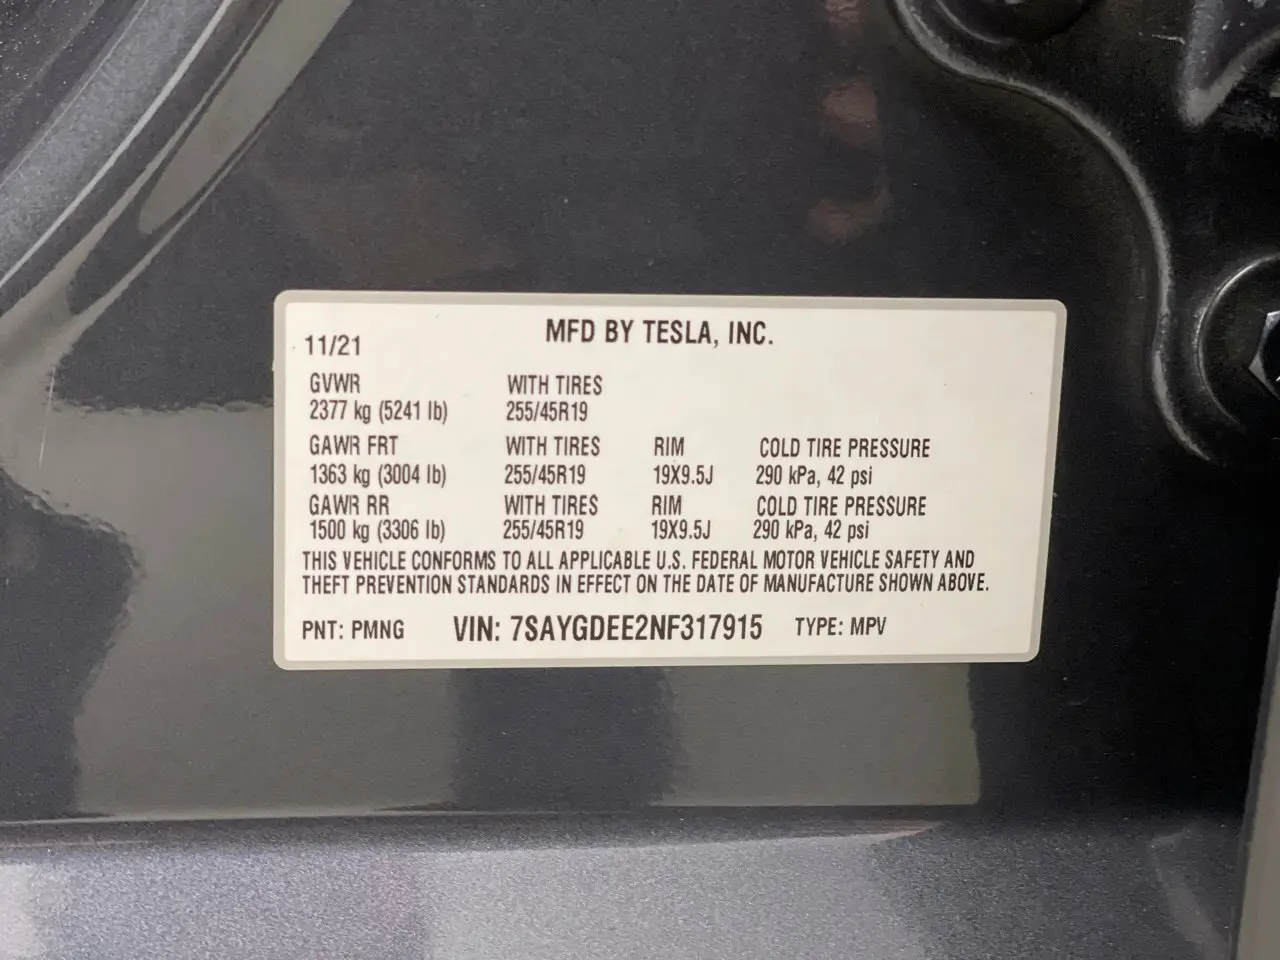 MFD BY TESLA, INC.
11/21
GVWR WITH TIRES
2377 kg (5241 lb) 255/45R19
GAWR FRT WITH TIRES RIM COLD TIRE PRESSURE
1363 kg (3004 lb) 255/45R19 19X9.5J 290 kPa, 42 psi
GAWR RR WITH TIRES RIM COLD TIRE PRESSURE
1500 kg (3306 lb) 255/45R19 19X9.5J 290 kPa, 42 psi
THIS VEHICLE CONFORMS TO ALL APPLICABLE U.S. FEDERAL MOTOR VEHICLE SAFETY AND
THEFT PREVENTION STANDARDS IN EFFECT ON THE DATE OF MANUFACTURE SHOWN ABOVE.
PNT: PMNG VIN: 7SAYGDEE2NF317915 TYPE: MPV